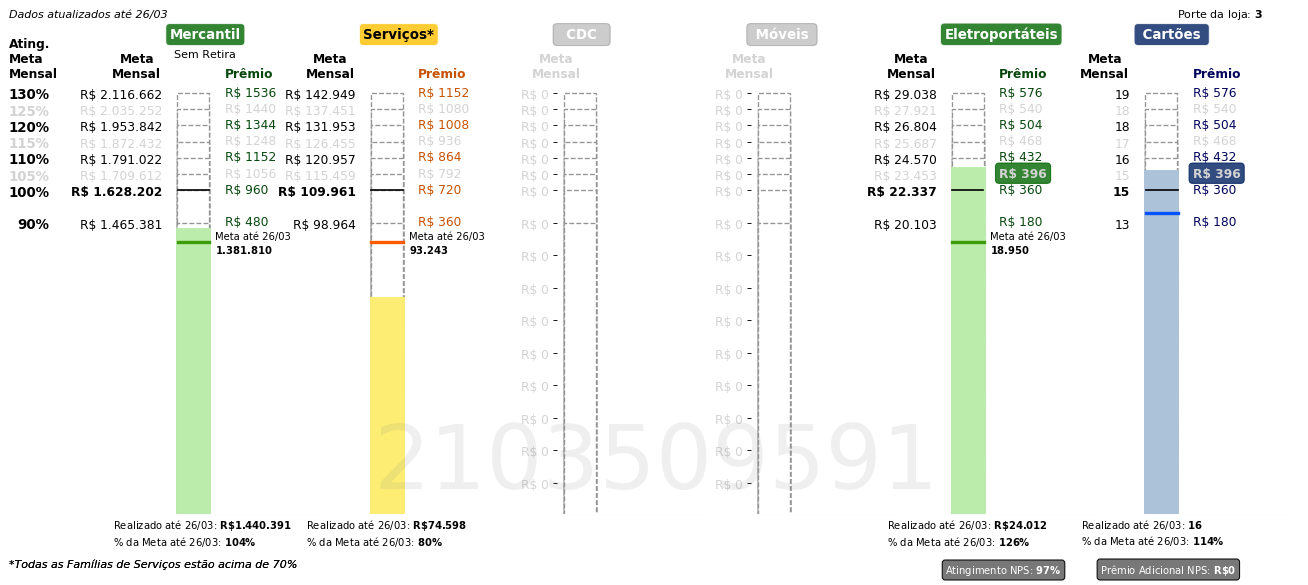 Dados atualizados até 26/03
Porte da loja: 3
Mercantil
Serviços*
CDC
Móveis
Eletroportáteis
Cartões
Sem Retira
Ating. Meta Mensal
Meta Mensal Prêmio
Meta Mensal Prêmio
Meta Mensal
Meta Mensal
Meta Mensal Prêmio
Meta Mensal Prêmio
130% R$ 2.116.662 R$ 1536 R$ 142.949 R$ 1152 R$ 0 R$ 0 R$ 29.038 R$ 576 19 R$ 576
125% R$ 2.035.252 R$ 1440 R$ 137.451 R$ 1080 R$ 0 R$ 0 R$ 27.921 R$ 540 18 R$ 540
120% R$ 1.953.842 R$ 1344 R$ 131.953 R$ 1008 R$ 0 R$ 0 R$ 26.804 R$ 504 18 R$ 504
115% R$ 1.872.432 R$ 1248 R$ 126.455 R$ 936 R$ 0 R$ 0 R$ 25.687 R$ 468 17 R$ 468
110% R$ 1.791.022 R$ 1152 R$ 120.957 R$ 864 R$ 0 R$ 0 R$ 24.570 R$ 432 16 R$ 432
105% R$ 1.709.612 R$ 1056 R$ 115.459 R$ 792 R$ 0 R$ 0 R$ 23.453 R$ 396 15 R$ 396
100% R$ 1.628.202 R$ 960 R$ 109.961 R$ 720 R$ 0 R$ 0 R$ 22.337 R$ 360 15 R$ 360
90% R$ 1.465.381 R$ 480 R$ 98.964 R$ 360 R$ 0 R$ 0 R$ 20.103 R$ 180 13 R$ 180
Meta até 26/03
1.381.810
Meta até 26/03
93.243
Meta até 26/03
18.950
R$ 0 R$ 0
R$ 0 R$ 0
R$ 0 R$ 0
R$ 0 R$ 0
R$ 0 R$ 0
R$ 0 R$ 0
R$ 0 R$ 0
R$ 0 R$ 0
2103509591
Realizado até 26/03: R$1.440.391
% da Meta até 26/03: 104%
Realizado até 26/03: R$74.598
% da Meta até 26/03: 80%
Realizado até 26/03: R$24.012
% da Meta até 26/03: 126%
Realizado até 26/03: 16
% da Meta até 26/03: 114%
*Todas as Famílias de Serviços estão acima de 70%
Atingimento NPS: 97%
Prêmio Adicional NPS: R$0